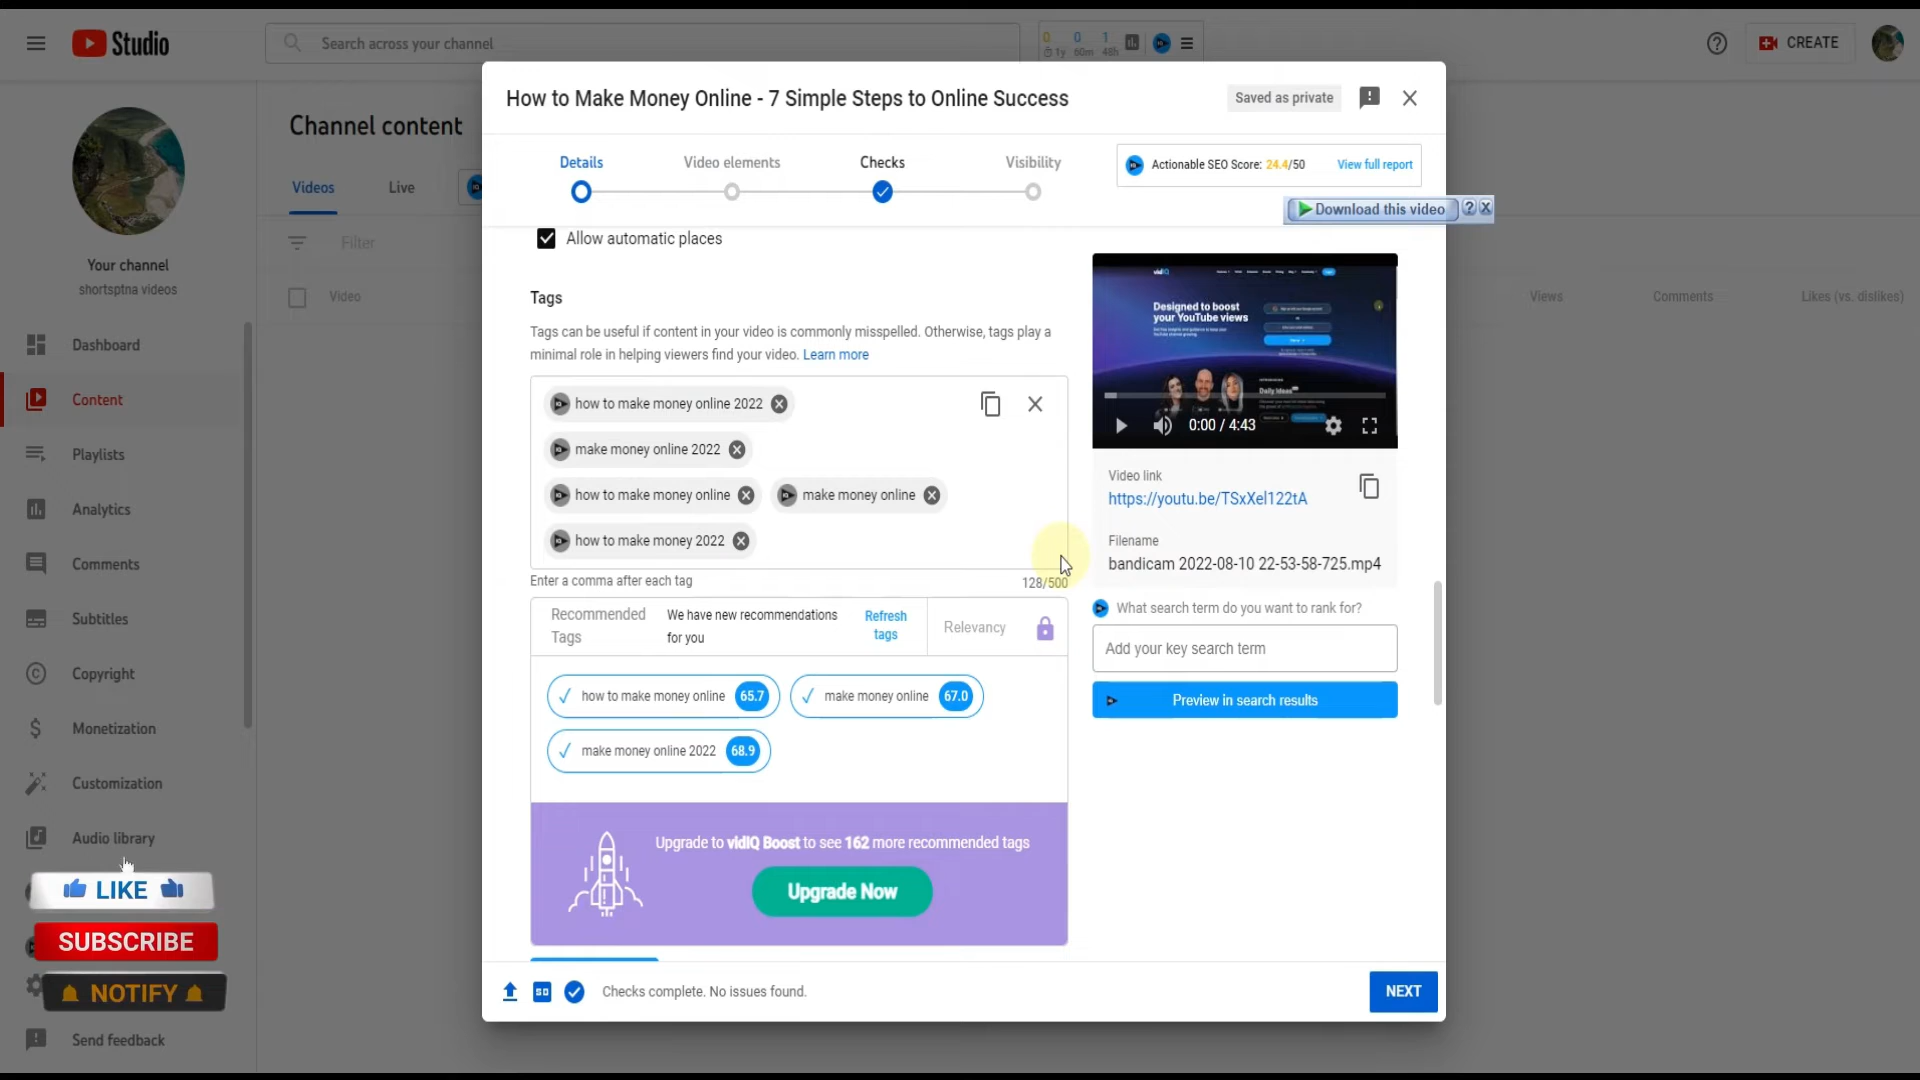 Studio
Search across your channel
0 0 1
1y 60m 48h
CREATE
How to Make Money Online - 7 Simple Steps to Online Success
Saved as private
Channel content
Details
Video elements
Checks
Visibility
Actionable SEO Score: 24.4/50
View full report
Videos
Live
Download this video
Allow automatic places
Filter
Your channel
shortsptna videos
Video
Views
Comments
Likes (vs. dislikes)
Tags
Tags can be useful if content in your video is commonly misspelled. Otherwise, tags play a
minimal role in helping viewers find your video. Learn more
vidIQ
Designed to boost
your YouTube views
Daily Ideas
0:00 / 4:43
Dashboard
Content
Playlists
Analytics
Comments
Subtitles
Copyright
Monetization
Customization
Audio library
Send feedback
how to make money online 2022
make money online 2022
how to make money online
make money online
how to make money 2022
Enter a comma after each tag
128/500
Video link
https://youtu.be/TSxXel122tA
Filename
bandicam 2022-08-10 22-53-58-725.mp4
What search term do you want to rank for?
Add your key search term
Preview in search results
Recommended
Tags
We have new recommendations
for you
Refresh
tags
Relevancy
how to make money online 65.7
make money online 67.0
make money online 2022 68.9
Upgrade to vidIQ Boost to see 162 more recommended tags
Upgrade Now
LIKE
SUBSCRIBE
NOTIFY
SD
Checks complete. No issues found.
NEXT